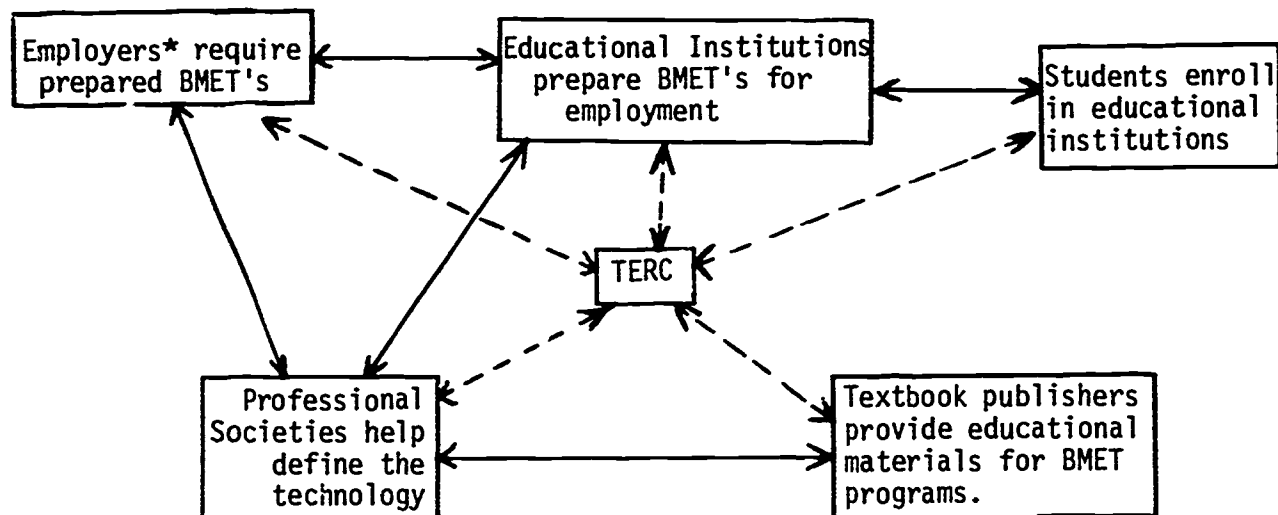 Employers* require
prepared BMET's
Educational Institutions
prepare BMET's for
employment
Students enroll
in educational
institutions
TERC
Professional
Societies help
define the
technology
Textbook publishers
provide educational
materials for BMET
programs.